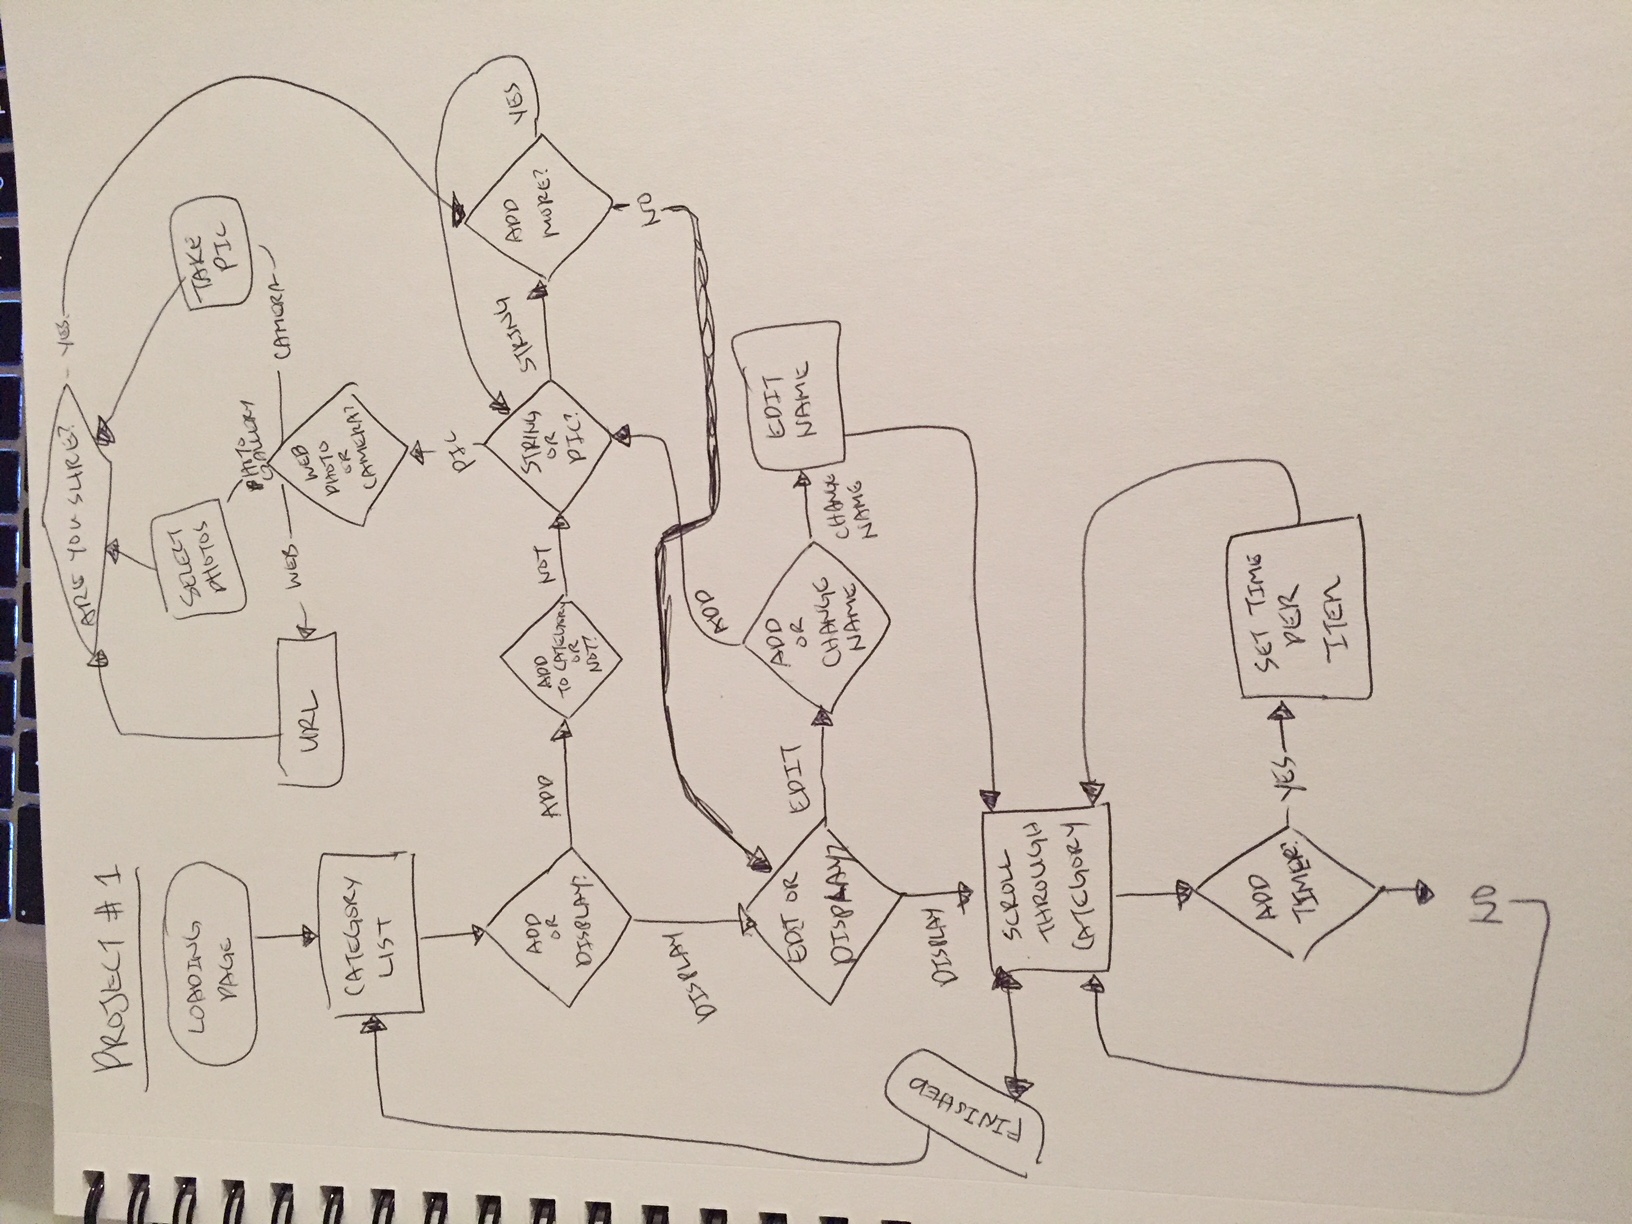 PROJECT # 1
ARE YOU SURE?
YES
LOADING
PAGE
SELECT
PHOTOS
TAKE
PIC
PHOTO
GALLERY
URL
WEB
CAMERA
WEB
PHOTO
OR
CAMERA?
CATEGORY
LIST
PIC
ADD
OR
DISPLAY?
ADD
ADD
TO CATEGORY
OR
NOT?
NOT
STRING
OR
PIC?
STRING
ADD
MORE?
YES
NO
DISPLAY
ADD
EDIT OR
DISPLAY?
EDIT
ADD
OR
CHANGE
NAME
CHANGE
NAME
EDIT
NAME
DISPLAY
FINISHED
SCROLL
THROUGH
CATEGORY
ADD
TIMER?
YES
SET TIME
PER
ITEM
NO